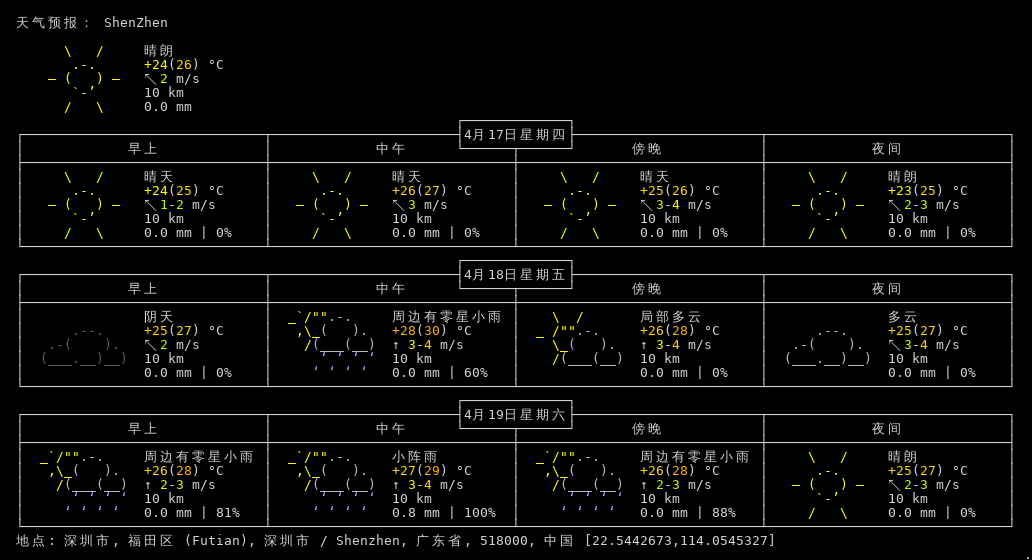 天气预报： ShenZhen
晴朗
+24(26) °C
↖2 m/s
10 km
0.0 mm
4月17日星期四
早上 中午 傍晚 夜间
晴天 晴天 晴天 晴朗
+24(25) °C +26(27) °C +25(26) °C +23(25) °C
↖1-2 m/s ↖3 m/s ↖3-4 m/s ↖2-3 m/s
10 km 10 km 10 km 10 km
0.0 mm | 0% 0.0 mm | 0% 0.0 mm | 0% 0.0 mm | 0%
4月18日星期五
早上 中午 傍晚 夜间
阴天 周边有零星小雨 局部多云 多云
+25(27) °C +28(30) °C +26(28) °C +25(27) °C
↖2 m/s ↑ 3-4 m/s ↑ 3-4 m/s ↖3-4 m/s
10 km 10 km 10 km 10 km
0.0 mm | 0% 0.0 mm | 60% 0.0 mm | 0% 0.0 mm | 0%
4月19日星期六
早上 中午 傍晚 夜间
周边有零星小雨 小阵雨 周边有零星小雨 晴朗
+26(28) °C +27(29) °C +26(28) °C +25(27) °C
↑ 2-3 m/s ↑ 3-4 m/s ↑ 2-3 m/s ↖2-3 m/s
10 km 10 km 10 km 10 km
0.0 mm | 81% 0.8 mm | 100% 0.0 mm | 88% 0.0 mm | 0%
地点: 深圳市, 福田区 (Futian), 深圳市 / Shenzhen, 广东省, 518000, 中国 [22.5442673,114.0545327]